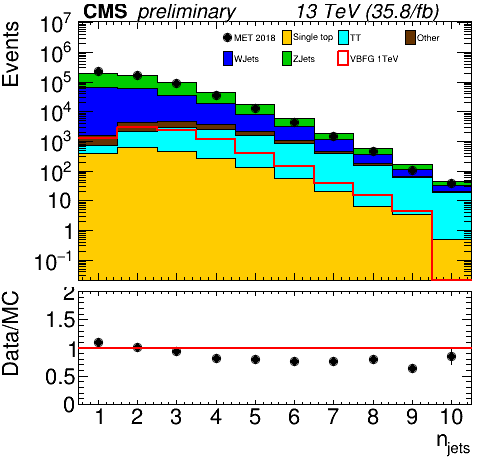 CMS preliminary 13 TeV (35.8/fb)
Events
10^7
10^6
10^5
10^4
10^3
10^2
10
1
10^-1
MET 2018 Single top TT Other
WJets ZJets VBFG 1TeV
Data/MC
2
1.5
1
0.5
0
1 2 3 4 5 6 7 8 9 10
n_jets